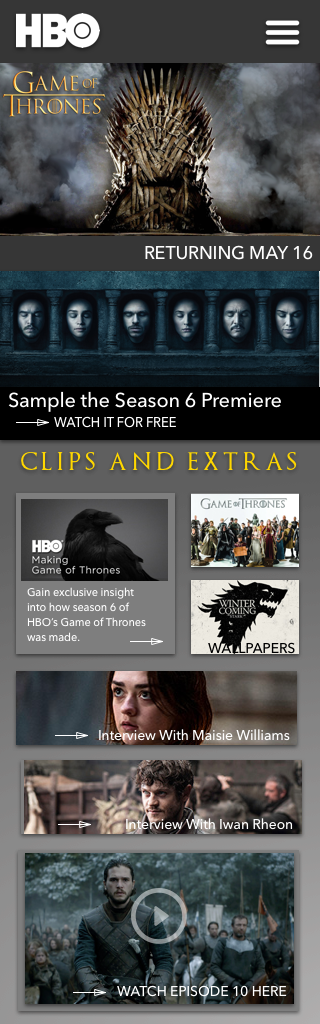 HBO
GAME OF
THRONES
RETURNING MAY 16
Sample the Season 6 Premiere
WATCH IT FOR FREE
CLIPS AND EXTRAS
HBO
Making
Game of Thrones
Gain exclusive insight
into how season 6 of
HBO's Game of Thrones
was made.
GAME OF THRONES
WINTER
IS
COMING
STARK
WALLPAPERS
Interview With Maisie Williams
Interview With Iwan Rheon
WATCH EPISODE 10 HERE